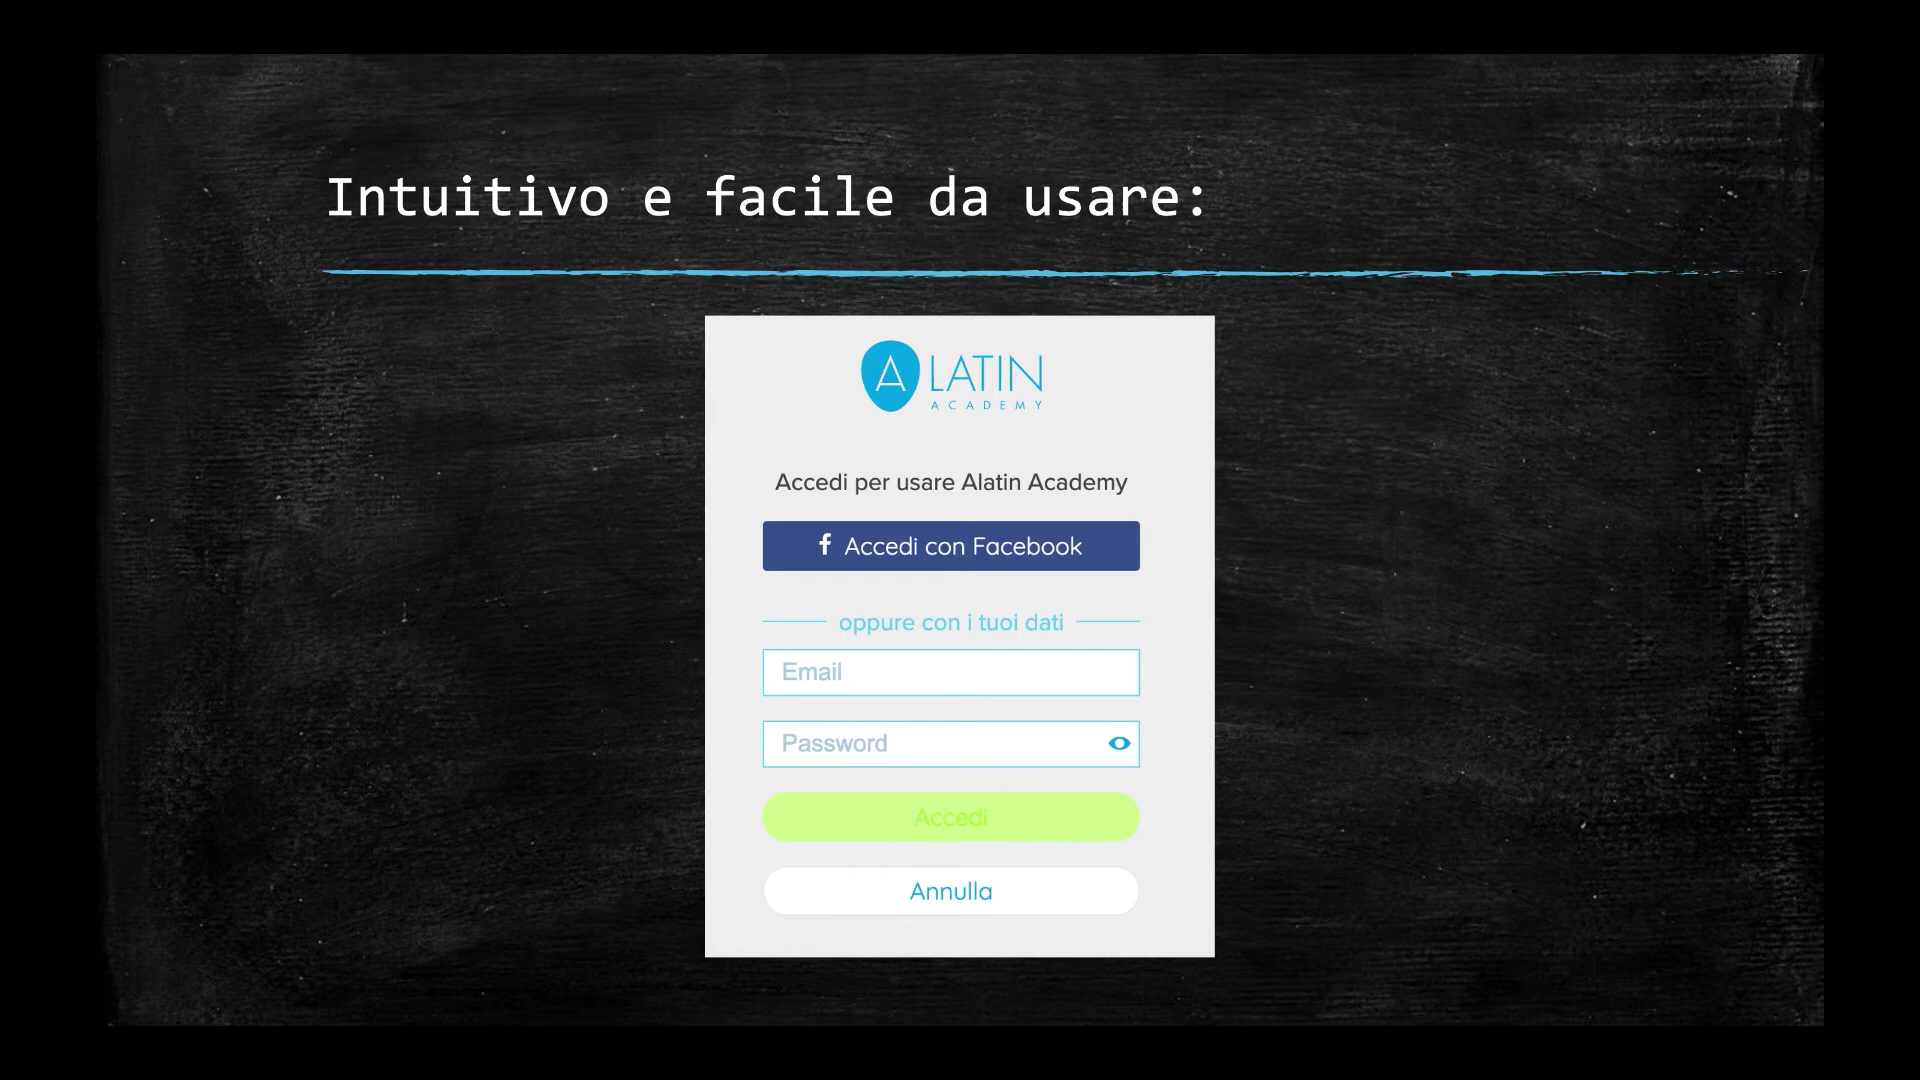 Intuitivo e facile da usare:
A LATIN
ACADEMY
Accedi per usare Alatin Academy
f Accedi con Facebook
oppure con i tuoi dati
Email
Password
Accedi
Annulla